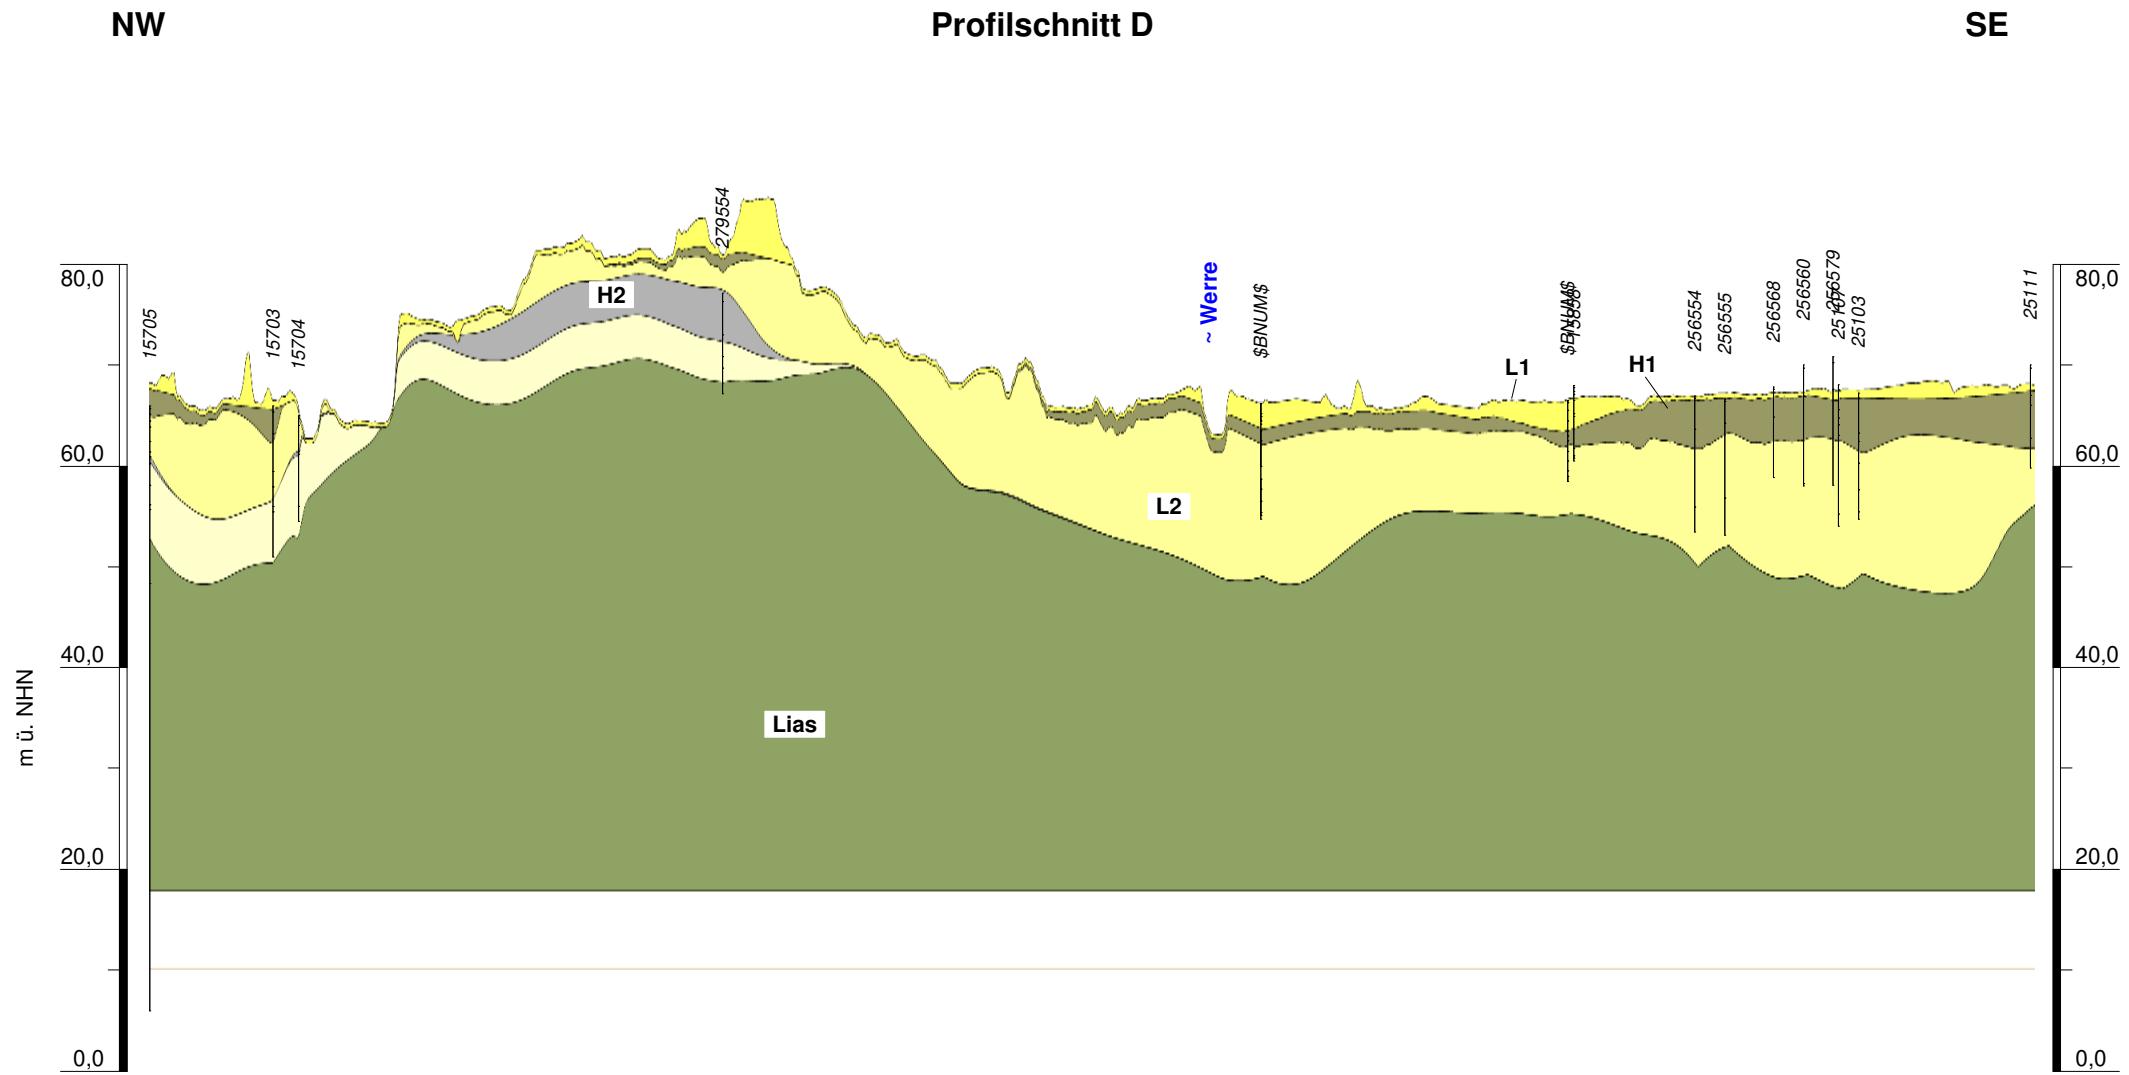 NW Profilschnitt D SE
279554
~ Werre
80,0 80,0
15705
15703
15704
H2
$BNUM$
$BNUM$
15858
L1
H1
256554
256555
256568
256560
256579
25103
25111
60,0 60,0
L2
40,0 40,0
m ü. NHN
Lias
20,0 20,0
0,0 0,0